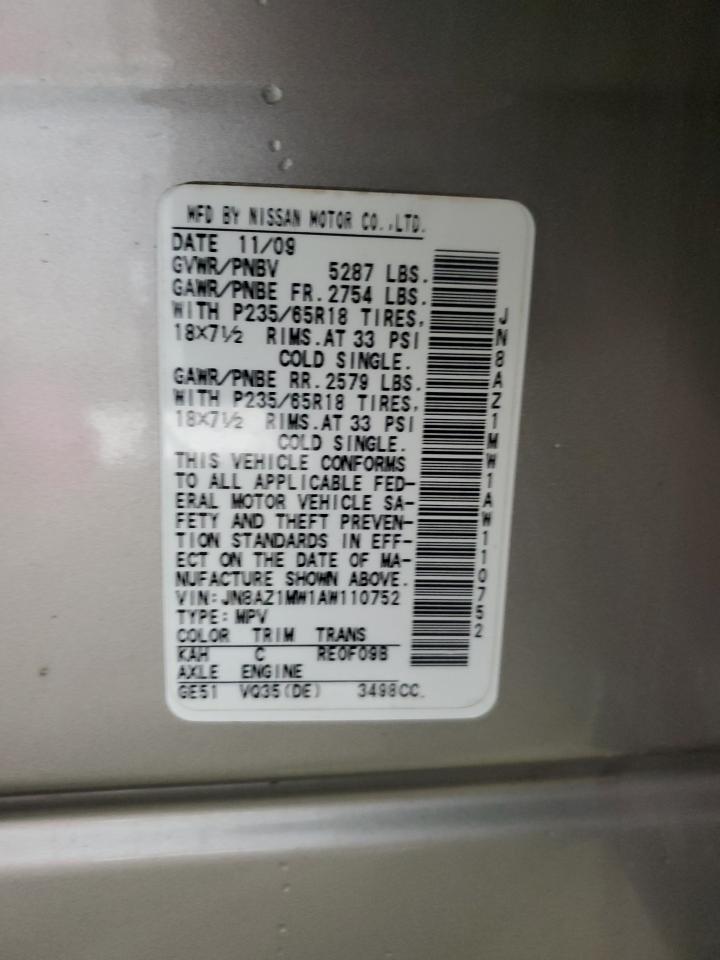 MFD BY NISSAN MOTOR CO.,LTD.
DATE 11/09
GVWR/PNBV 5287 LBS.
GAWR/PNBE FR. 2754 LBS.
WITH P235/65R18 TIRES,
18×7½ RIMS. AT 33 PSI
COLD SINGLE.
GAWR/PNBE RR. 2579 LBS.
WITH P235/65R18 TIRES,
18×7½ RIMS. AT 33 PSI
COLD SINGLE.
THIS VEHICLE CONFORMS
TO ALL APPLICABLE FED-
ERAL MOTOR VEHICLE SA-
FETY AND THEFT PREVEN-
TION STANDARDS IN EFF-
ECT ON THE DATE OF MA-
NUFACTURE SHOWN ABOVE.
VIN: JN8AZ1MW1AW110752
TYPE: MPV
COLOR TRIM TRANS
KAH C RE0F09B
AXLE ENGINE
GE51 VQ35(DE) 3498CC.
JN8AZ1MW1AW110752